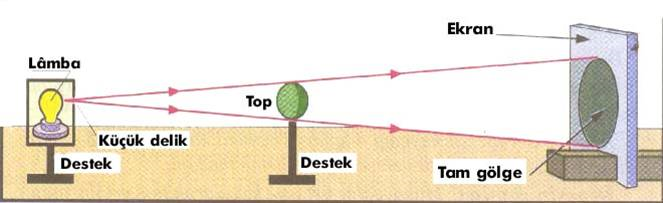 Ekran
Lâmba
Top
Küçük delik
Destek
Destek
Tam gölge